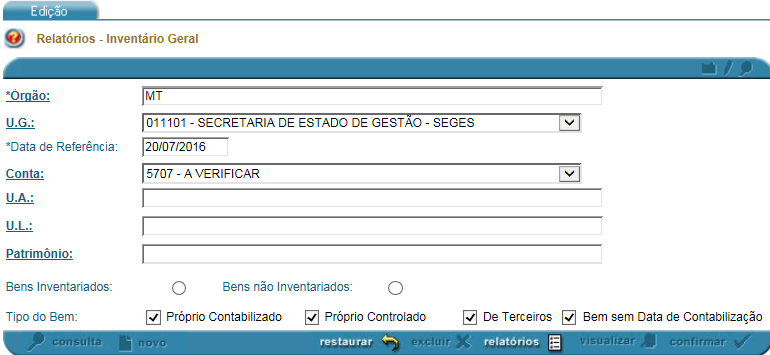 Edição
Relatórios - Inventário Geral
*Órgão: MT
U.G.: 011101 - SECRETARIA DE ESTADO DE GESTÃO - SEGES
*Data de Referência: 20/07/2016
Conta: 5707 - A VERIFICAR
U.A.:
U.L.:
Patrimônio:
Bens Inventariados: Bens não Inventariados:
Tipo do Bem: Próprio Contabilizado Próprio Controlado De Terceiros Bem sem Data de Contabilização
consulta novo restaurar excluir relatórios visualizar confirmar